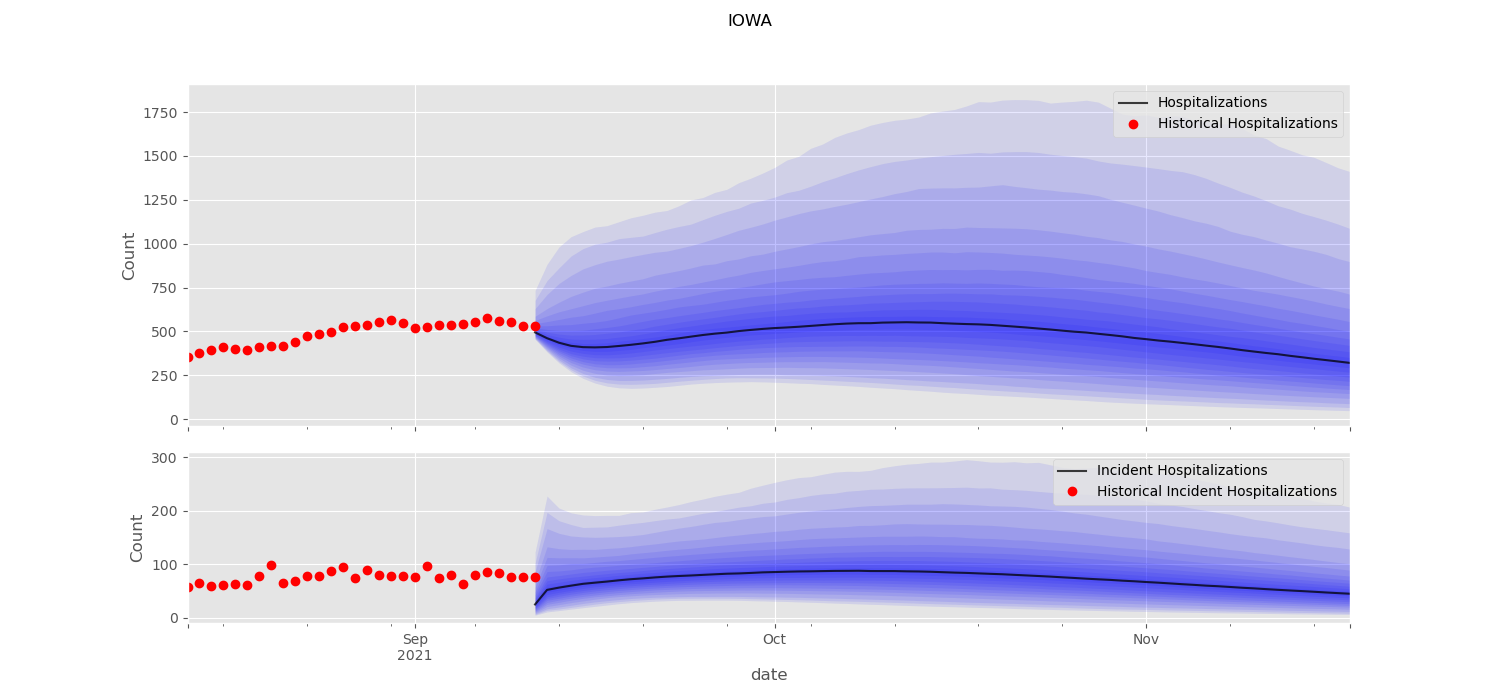 IOWA
1750
1500
1250
1000
750
500
250
0
Count
Hospitalizations
Historical Hospitalizations
300
200
100
0
Count
Incident Hospitalizations
Historical Incident Hospitalizations
Sep
2021
Oct
Nov
date